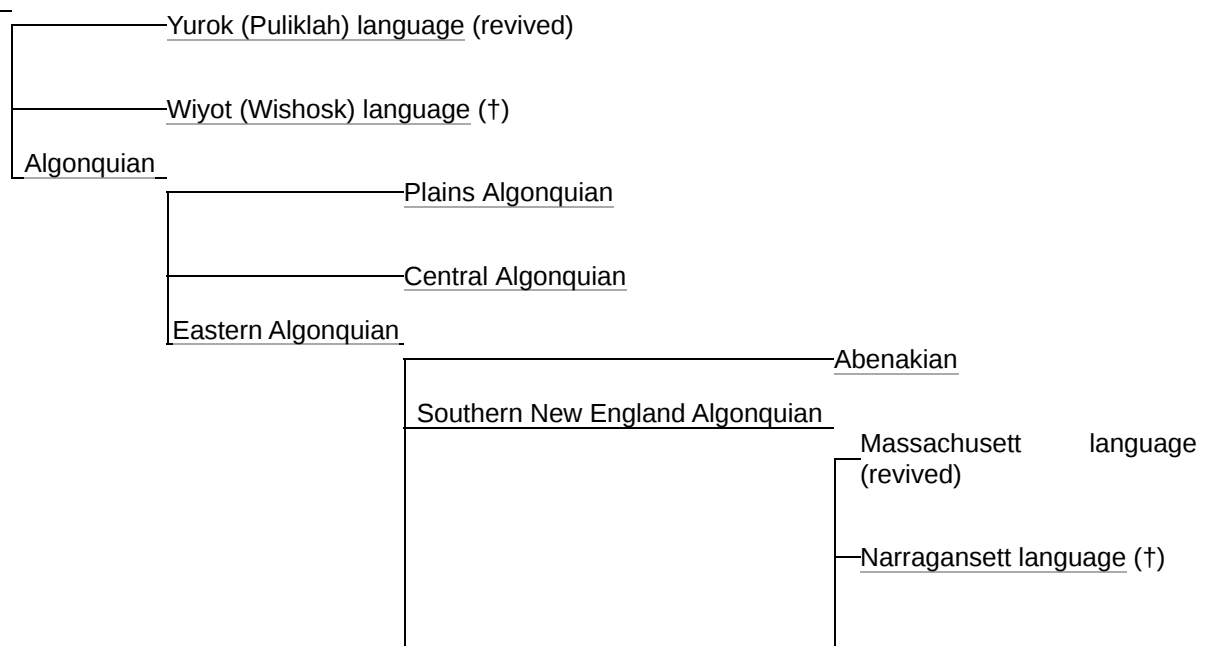 Yurok (Puliklah) language (revived)
Wiyot (Wishosk) language (†)
Algonquian
Plains Algonquian
Central Algonquian
Eastern Algonquian
Abenakian
Southern New England Algonquian
Massachusett language
(revived)
Narragansett language (†)